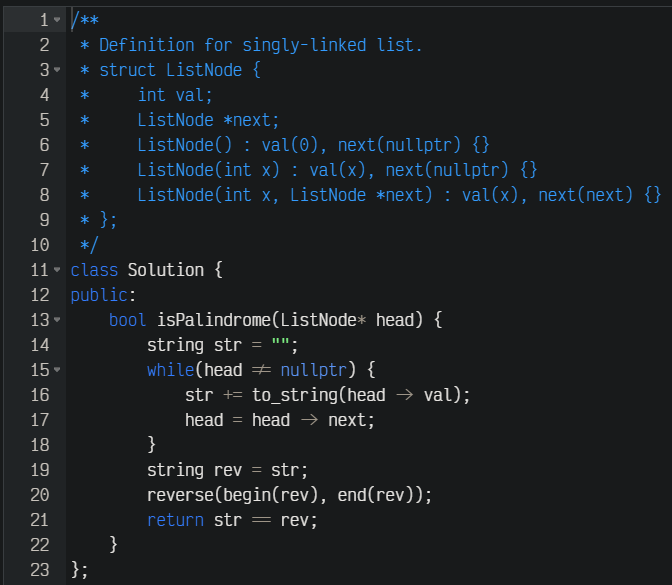 1 /**
2  * Definition for singly-linked list.
3  * struct ListNode {
4  *     int val;
5  *     ListNode *next;
6  *     ListNode() : val(0), next(nullptr) {}
7  *     ListNode(int x) : val(x), next(nullptr) {}
8  *     ListNode(int x, ListNode *next) : val(x), next(next) {}
9  * };
10  */
11 class Solution {
12 public:
13     bool isPalindrome(ListNode* head) {
14         string str = "";
15         while(head != nullptr) {
16             str += to_string(head -> val);
17             head = head -> next;
18         }
19         string rev = str;
20         reverse(begin(rev), end(rev));
21         return str == rev;
22     }
23 };